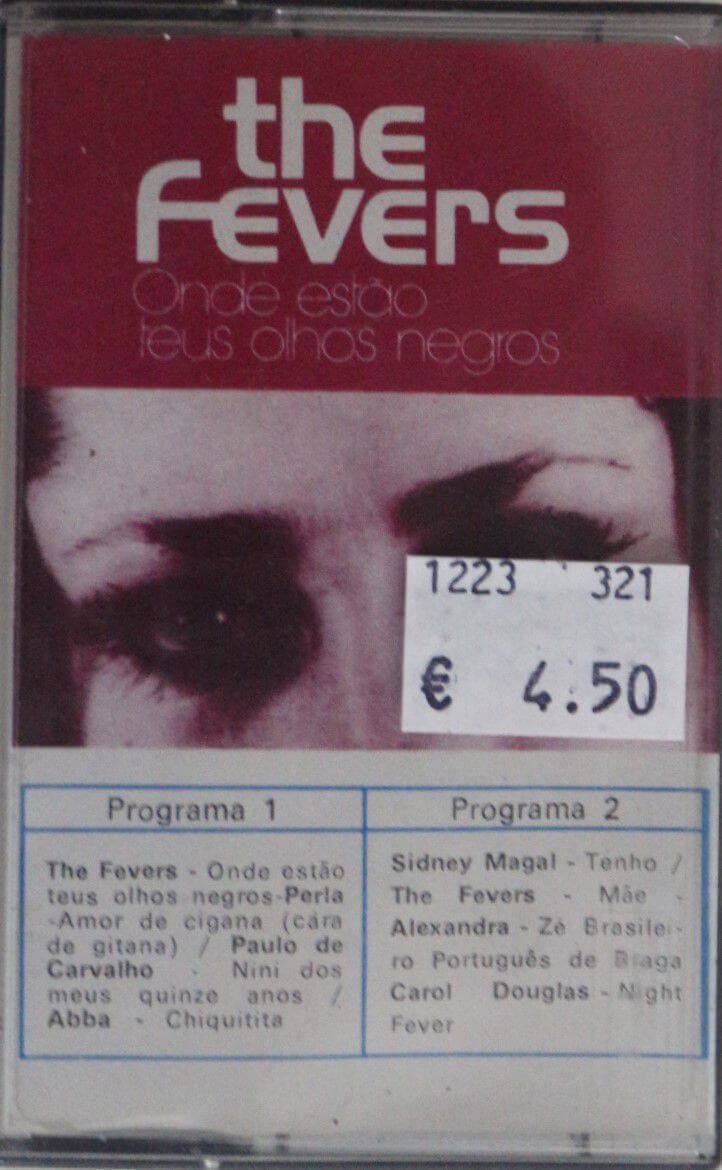 the
Fevers
Onde estão
teus olhos negros
1223 321
€ 4.50
Programa 1
The Fevers - Onde estão
teus olhos negros-Perla
-Amor de cigana (cára
de gitana) / Paulo de
Carvalho - Nini dos
meus quinze anos /
Abba - Chiquitita
Programa 2
Sidney Magal - Tenho /
The Fevers - Mãe -
Alexandra - Zé Brasilei-
ro Português de Braga
Carol Douglas - Night
Fever